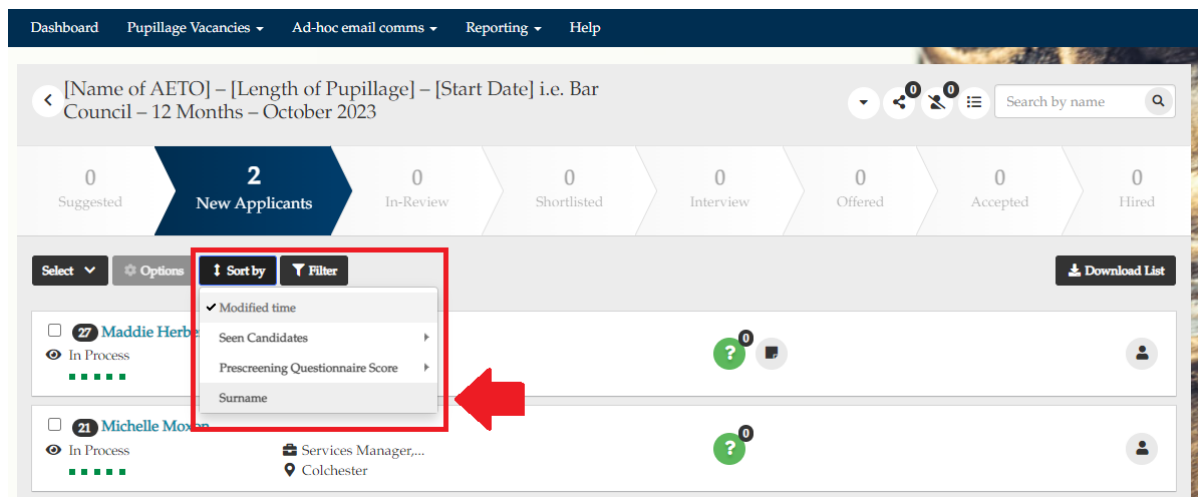 Dashboard Pupillage Vacancies Ad-hoc email comms Reporting Help
[Name of AETO] – [Length of Pupillage] – [Start Date] i.e. Bar
Council – 12 Months – October 2023
0 0 Search by name
0 2 0 0 0 0 0 0
Suggested New Applicants In-Review Shortlisted Interview Offered Accepted Hired
Select Options Sort by Filter Download List
Modified time
27 Maddie 0
Seen Candidates
In Process ?
Prescreening Questionnaire Score
Surname
21 Michelle 0
In Process Services Manager,... ?
Colchester